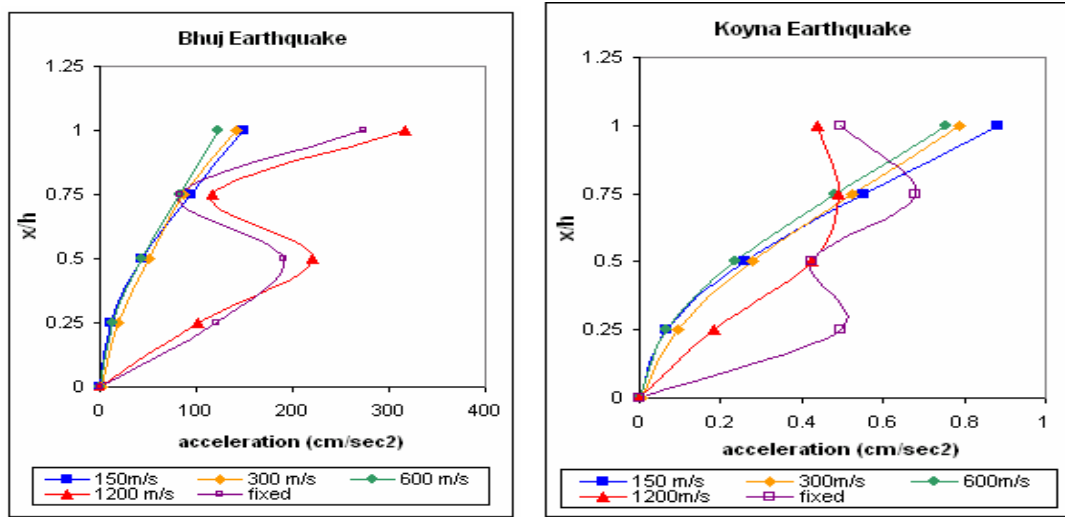 Bhuj Earthquake
1.25
1
0.75
0.5
0.25
0
x/h
0 100 200 300 400
acceleration (cm/sec2)
150m/s 300 m/s 600 m/s
1200 m/s fixed
Koyna Earthquake
1.25
1
0.75
0.5
0.25
0
x/h
0 0.2 0.4 0.6 0.8 1
acceleration (cm/sec2)
150 m/s 300m/s 600m/s
1200m/s fixed